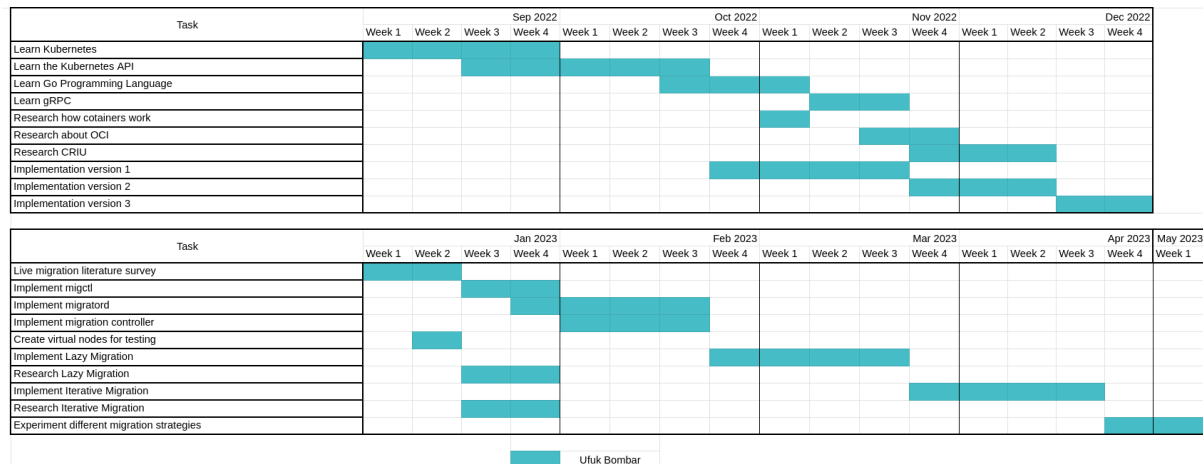 Task Sep 2022 Oct 2022 Nov 2022 Dec 2022
Week 1 Week 2 Week 3 Week 4 Week 1 Week 2 Week 3 Week 4 Week 1 Week 2 Week 3 Week 4 Week 1 Week 2 Week 3 Week 4
Learn Kubernetes
Learn the Kubernetes API
Learn Go Programming Language
Learn gRPC
Research how cotainers work
Research about OCI
Research CRIU
Implementation version 1
Implementation version 2
Implementation version 3
Task Jan 2023 Feb 2023 Mar 2023 Apr 2023 May 2023
Week 1 Week 2 Week 3 Week 4 Week 1 Week 2 Week 3 Week 4 Week 1 Week 2 Week 3 Week 4 Week 1 Week 2 Week 3 Week 4 Week 1
Live migration literature survey
Implement migctl
Implement migratord
Implement migration controller
Create virtual nodes for testing
Implement Lazy Migration
Research Lazy Migration
Implement Iterative Migration
Research Iterative Migration
Experiment different migration strategies
Ufuk Bombar